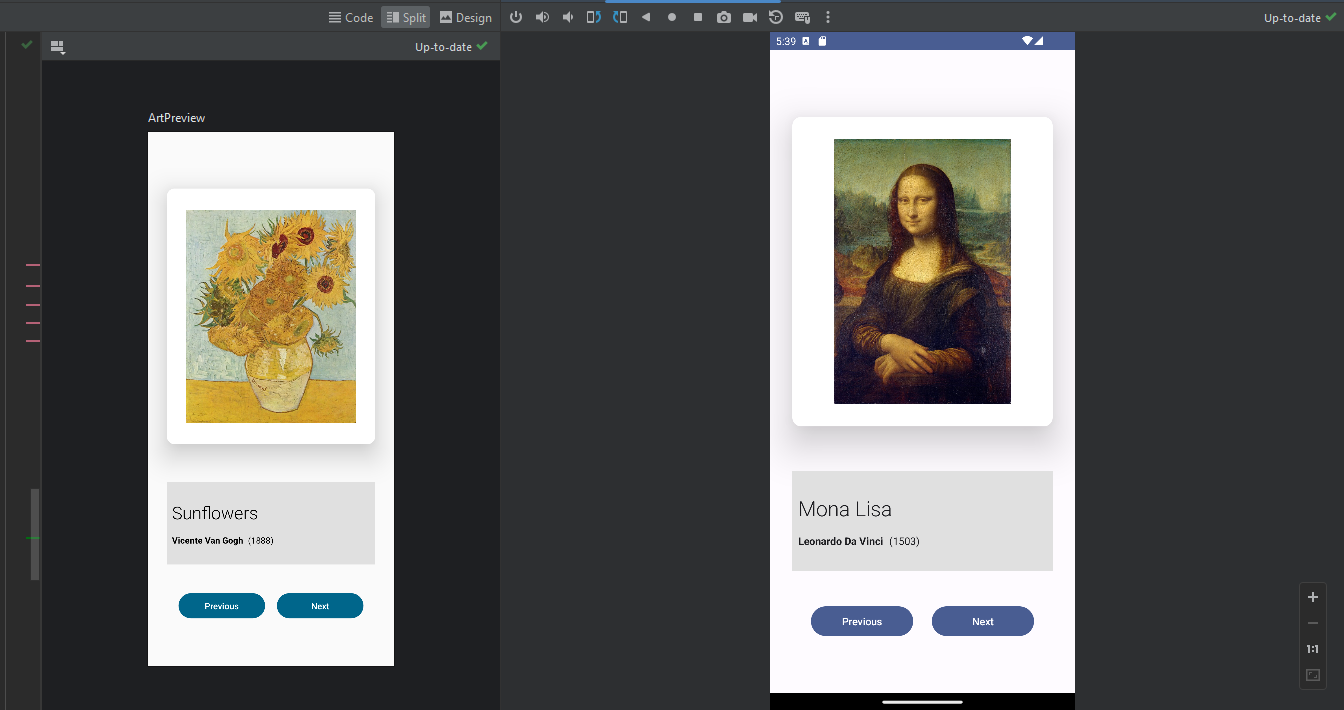 Code Split Design
Up-to-date
Up-to-date
ArtPreview
Sunflowers
Vicente Van Gogh (1888)
Previous Next
5:39
Mona Lisa
Leonardo Da Vinci (1503)
Previous Next
1:1